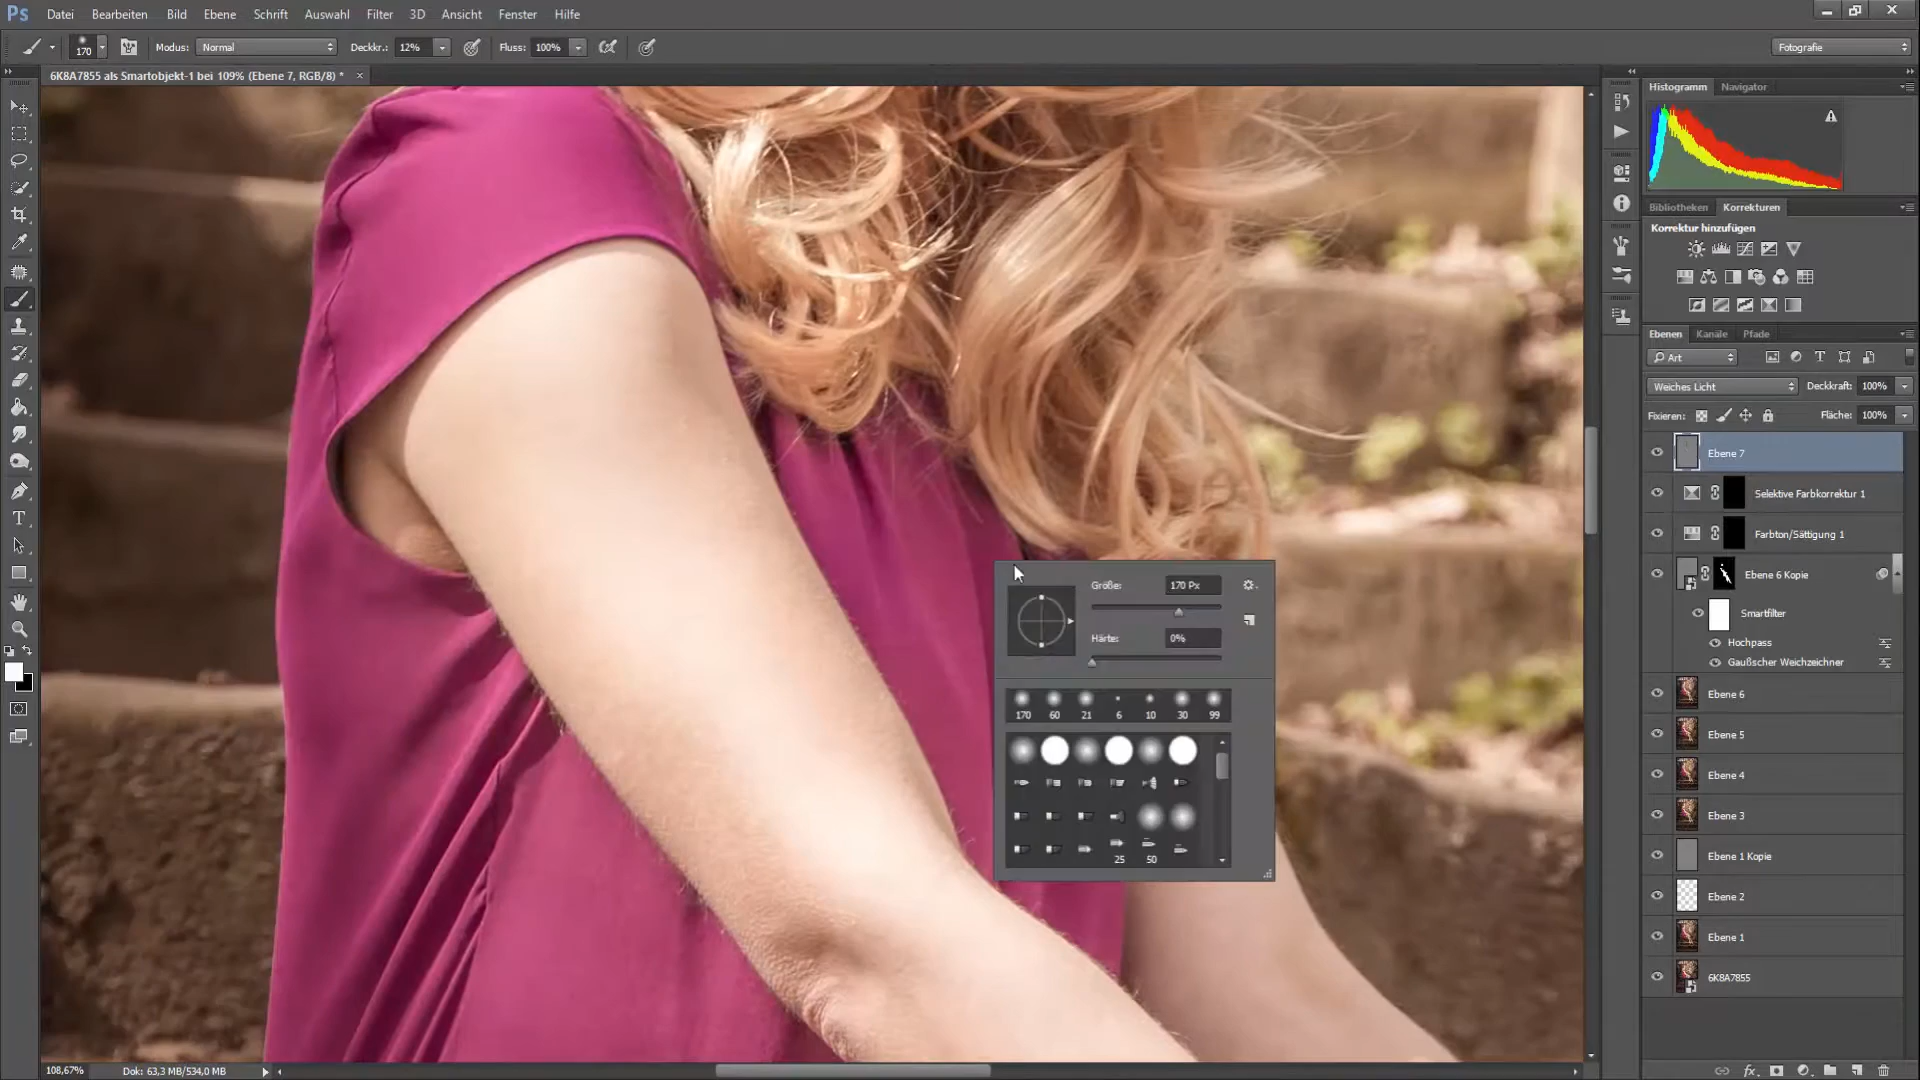 Ps Datei Bearbeiten Bild Ebene Schrift Auswahl Filter 3D Ansicht Fenster Hilfe
170 Modus: Normal Deckkr.: 12% Fluss: 100% Fotografie
6K8A7855 als Smartobjekt-1 bei 109% (Ebene 7, RGB/8) * ×
Histogramm Navigator
Bibliotheken Korrekturen
Korrektur hinzufügen
Ebenen Kanäle Pfade
Art
Weiches Licht Deckkraft: 100%
Fixieren: Fläche: 100%
Ebene 7
Selektive Farbkorrektur 1
Farbton/Sättigung 1
Ebene 6 Kopie
Smartfilter
Hochpass
Gaußscher Weichzeichner
Ebene 6
Ebene 5
Ebene 4
Ebene 3
Ebene 1 Kopie
Ebene 2
Ebene 1
6K8A7855
Größe: 170 Px
Härte: 0%
170 60 21 6 10 30 99
25 50
108,67% Dok: 63,3 MB/534,0 MB